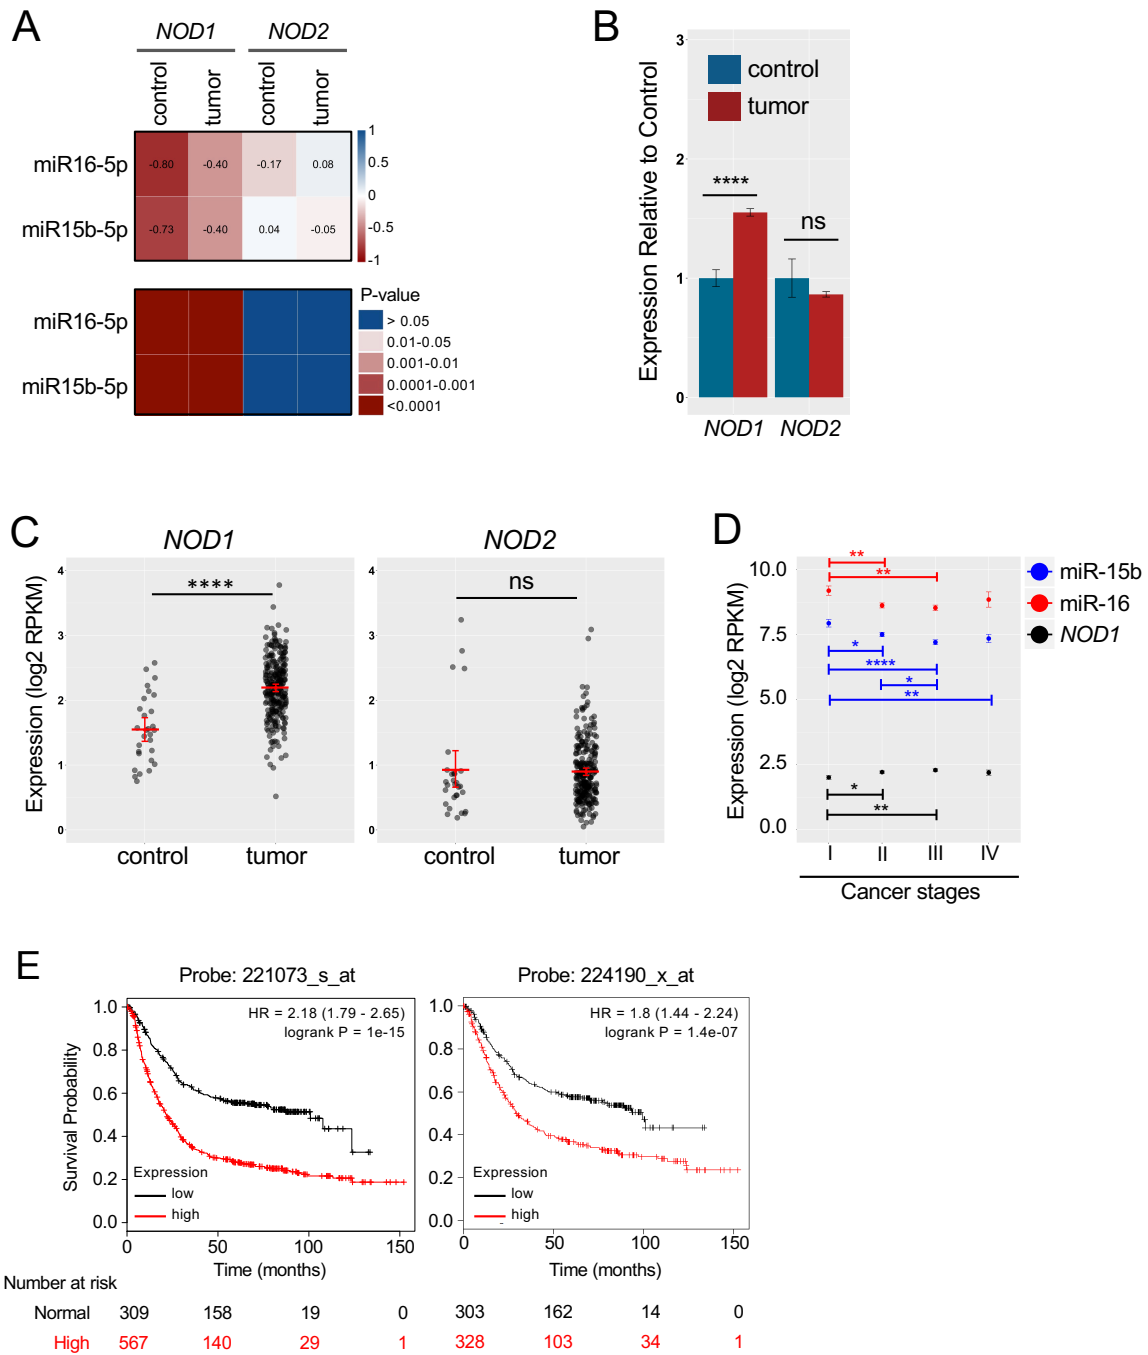 A
NOD1 NOD2
control tumor control tumor
miR16-5p -0.80 -0.40 -0.17 0.08
miR15b-5p -0.73 -0.40 0.04 -0.05
1
0.5
0
-0.5
-1
miR16-5p
miR15b-5p
P-value
> 0.05
0.01-0.05
0.001-0.01
0.0001-0.001
<0.0001
B
Expression Relative to Control
3
2
1
0
control
tumor
****
ns
NOD1 NOD2
C
NOD1 NOD2
Expression (log2 RPKM)
4
3
2
1
0
****
control tumor
4
3
2
1
0
ns
control tumor
D
Expression (log2 RPKM)
10.0
7.5
5.0
2.5
0.0
**
**
*
****
*
**
*
**
I II III IV
Cancer stages
miR-15b
miR-16
NOD1
E
Probe: 221073_s_at
Survival Probability
1.0
0.8
0.6
0.4
0.2
0.0
HR = 2.18 (1.79 - 2.65)
logrank P = 1e-15
Expression
low
high
0 50 100 150
Time (months)
Probe: 224190_x_at
1.0
0.8
0.6
0.4
0.2
0.0
HR = 1.8 (1.44 - 2.24)
logrank P = 1.4e-07
Expression
low
high
0 50 100 150
Time (months)
Number at risk
Normal 309 158 19 0 303 162 14 0
High 567 140 29 1 328 103 34 1